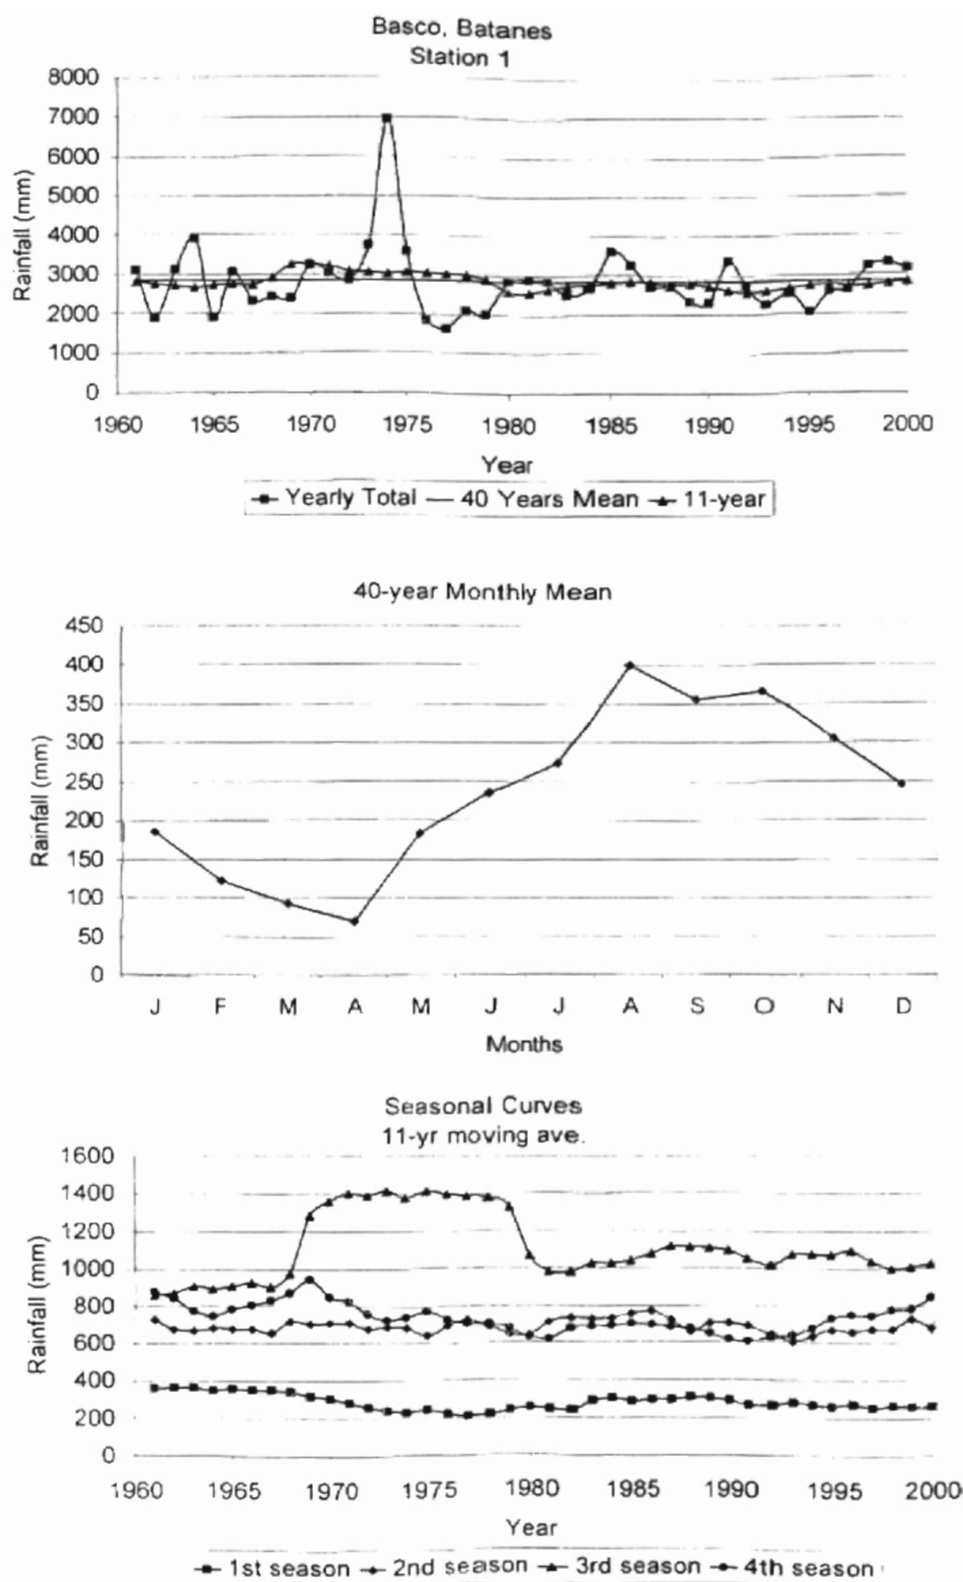 Basco, Batanes
Station 1
8000
7000
6000
5000
4000
3000
2000
1000
0
Rainfall (mm)
1960 1965 1970 1975 1980 1985 1990 1995 2000
Year
Yearly Total 40 Years Mean 11-year
40-year Monthly Mean
450
400
350
300
250
200
150
100
50
0
Rainfall (mm)
J F M A M J J A S O N D
Months
Seasonal Curves
11-yr moving ave.
1600
1400
1200
1000
800
600
400
200
0
Rainfall (mm)
1960 1965 1970 1975 1980 1985 1990 1995 2000
Year
1st season 2nd season 3rd season 4th season